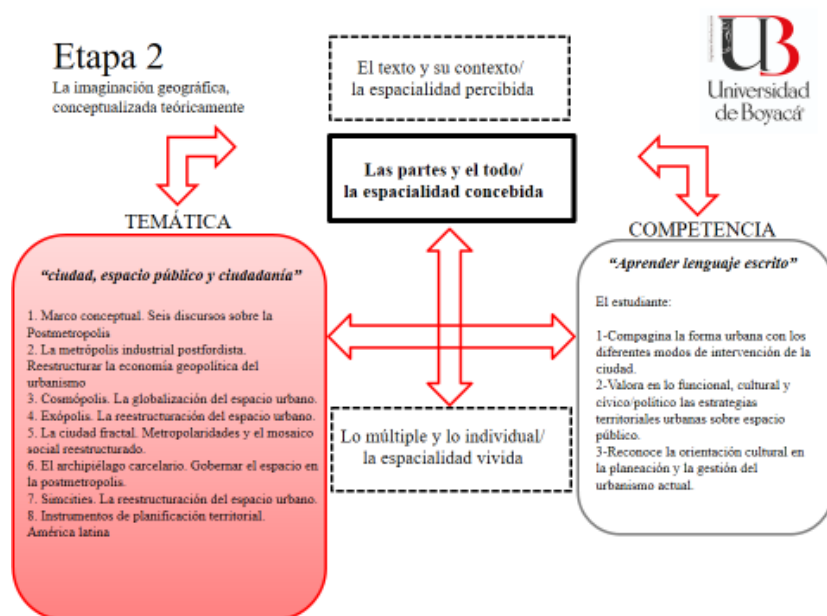 Etapa 2
La imaginación geográfica,
conceptualizada teóricamente
El texto y su contexto/
la espacialidad percibida
UB
Universidad
de Boyacá
Las partes y el todo/
la espacialidad concebida
TEMÁTICA
"ciudad, espacio público y ciudadanía"
1. Marco conceptual. Seis discursos sobre la
Postmetropolis
2. La metrópolis industrial postfordista.
Reestructurar la economía geopolítica del
urbanismo
3. Cosmópolis. La globalización del espacio urbano.
4. Exópolis. La reestructuración del espacio urbano.
5. La ciudad fractal. Metropolaridades y el mosaico
social reestructurado.
6. El archipiélago carcelario. Gobernar el espacio en
la postmetropolis.
7. Simcities. La reestructuración del espacio urbano.
8. Instrumentos de planificación territorial.
América latina
Lo múltiple y lo individual/
la espacialidad vivida
COMPETENCIA
"Aprender lenguaje escrito"
El estudiante:
1-Compagina la forma urbana con los
diferentes modos de intervención de la
ciudad.
2-Valora en lo funcional, cultural y
cívico/político las estrategias
territoriales urbanas sobre espacio
público.
3-Reconoce la orientación cultural en
la planeación y la gestión del
urbanismo actual.